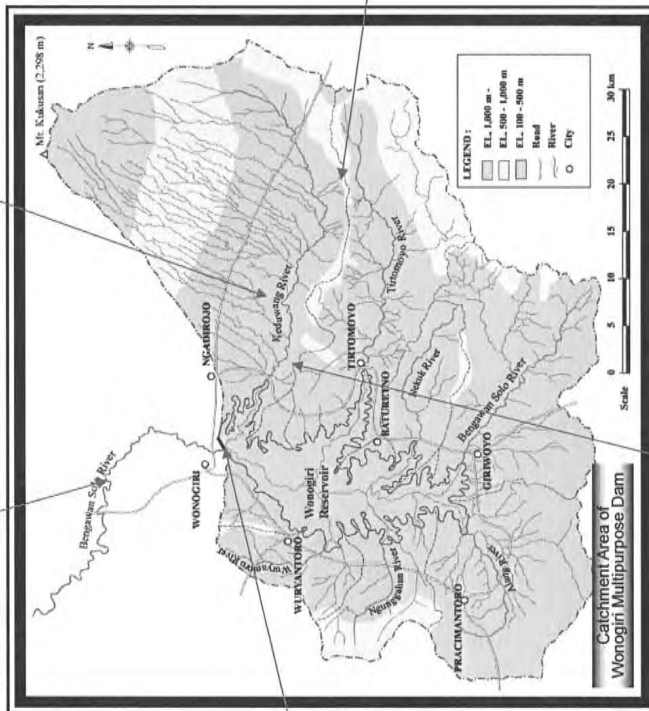 Mt. Kukusan (2,298 m)
N
LEGEND :
EL. 1,000 m -
EL. 500 - 1,000 m
EL. 100 - 500 m
Road
River
City
Bengawan Solo River
NGADIROJO
Keduwang River
WONOGIRI
Tirtomoyo River
TIRTOMOYO
Wuryantoro River
Wonogiri
Reservoir
WURYANTORO
BATURETNO
Nekuk River
Bengawan Solo River
Ngunggahan River
GIRIWOYO
Alang River
PRACIMANTORO
Scale
0
5
10
15
20
30 km
Catchment Area of
Wonogiri Multipurpose Dam